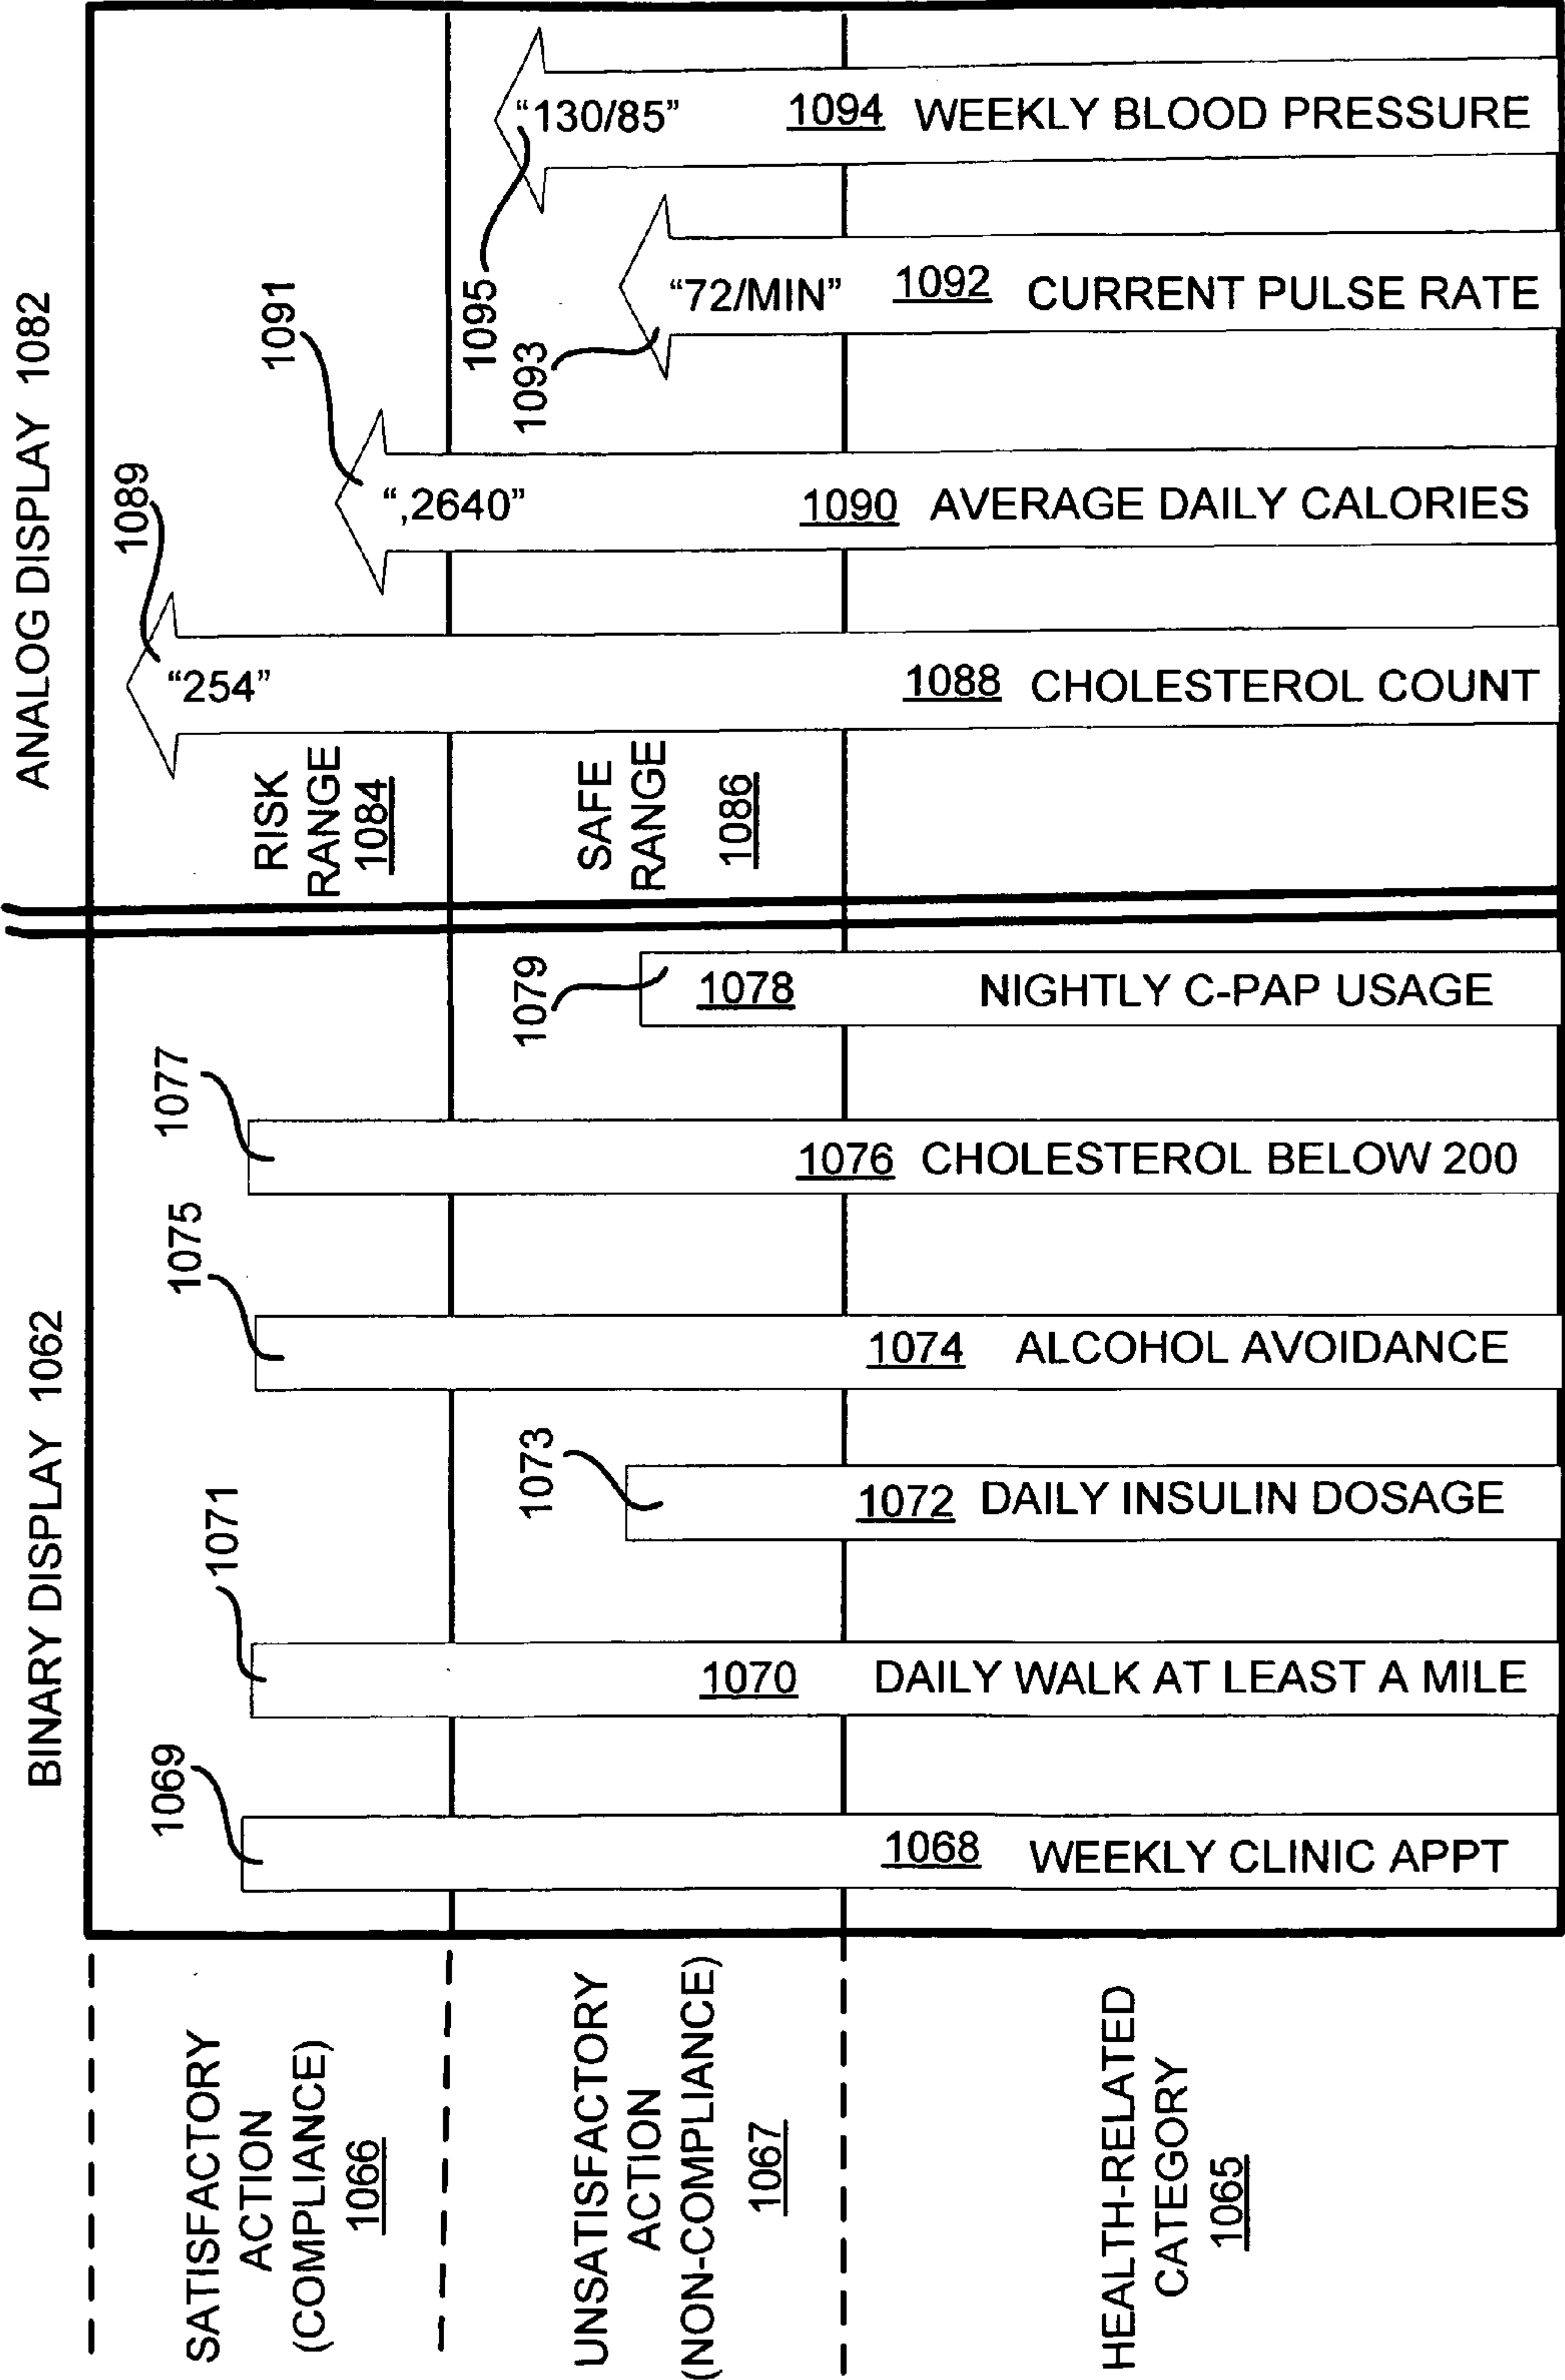 BINARY DISPLAY 1062
ANALOG DISPLAY 1082
SATISFACTORY
ACTION
(COMPLIANCE)
1066
UNSATISFACTORY
ACTION
(NON-COMPLIANCE)
1067
HEALTH-RELATED
CATEGORY
1065
1069
1068 WEEKLY CLINIC APPT
1071
1070 DAILY WALK AT LEAST A MILE
1073
1072 DAILY INSULIN DOSAGE
1075
1074 ALCOHOL AVOIDANCE
1077
1076 CHOLESTEROL BELOW 200
1079
1078 NIGHTLY C-PAP USAGE
RISK
RANGE
1084
SAFE
RANGE
1086
1089
“254”
1088 CHOLESTEROL COUNT
1091
“,2640”
1090 AVERAGE DAILY CALORIES
1093
“72/MIN”
1092 CURRENT PULSE RATE
1095
“130/85”
1094 WEEKLY BLOOD PRESSURE